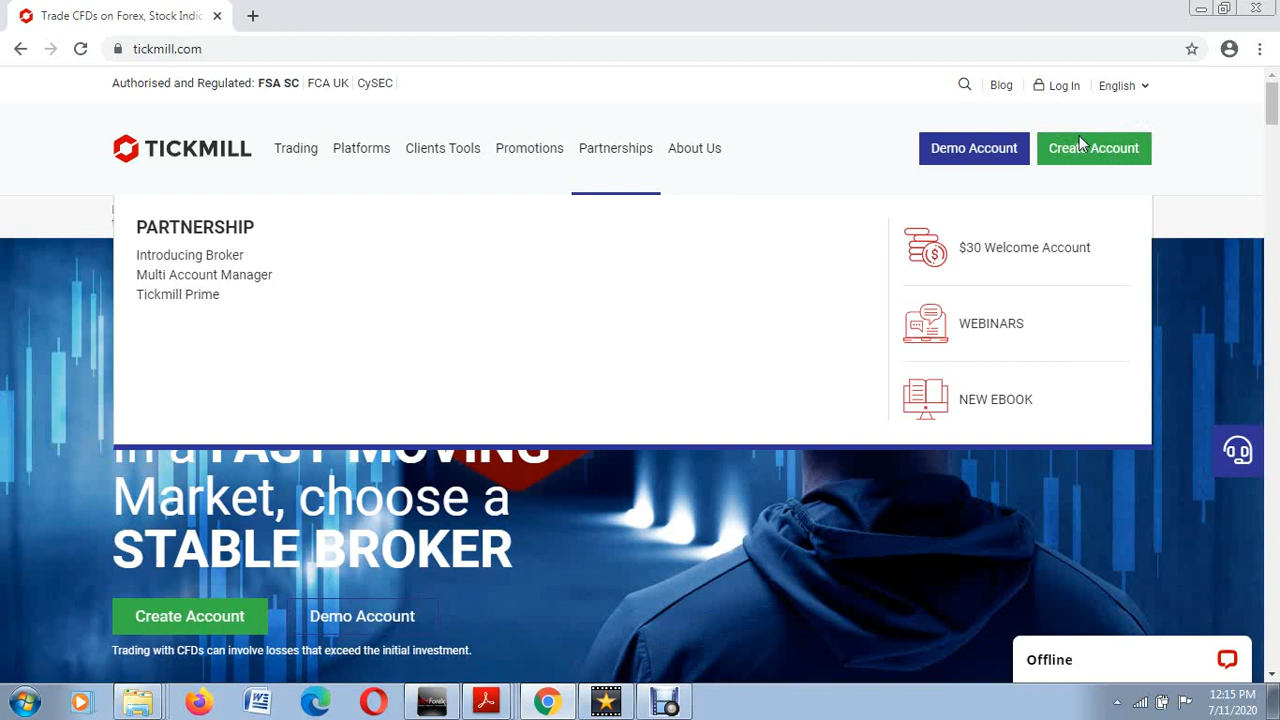 Trade CFDs on Forex, Stock Indic
tickmill.com
Authorised and Regulated: FSA SC FCA UK CySEC
Blog Log In English
TICKMILL Trading Platforms Clients Tools Promotions Partnerships About Us Demo Account Create Account
PARTNERSHIP
Introducing Broker
Multi Account Manager
Tickmill Prime
$30 Welcome Account
WEBINARS
NEW EBOOK
In a FAST MOVING
Market, choose a
STABLE BROKER
Create Account Demo Account
Trading with CFDs can involve losses that exceed the initial investment.
Offline
12:15 PM
7/11/2020